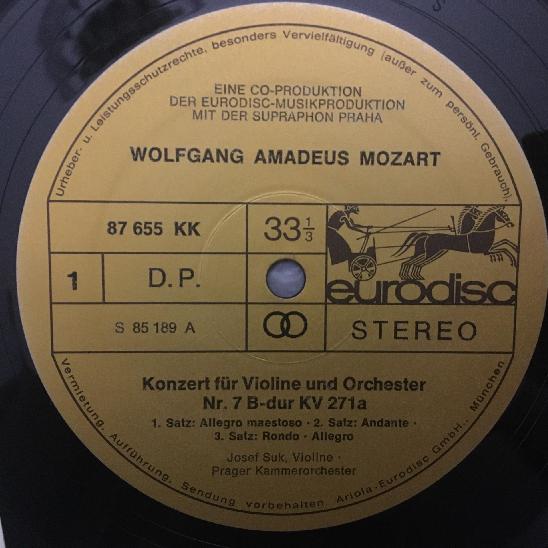 Urheber- u. Leistungsschutzrechte, besonders Vervielfältigung (außer zum persönl. Gebrauch),
EINE CO-PRODUKTION
DER EURODISC-MUSIKPRODUKTION
MIT DER SUPRAPHON PRAHA
WOLFGANG AMADEUS MOZART
87 655 KK
33 1/3
1
D.P.
eurodisc
S 85 189 A
STEREO
Konzert für Violine und Orchester
Nr. 7 B-dur KV 271a
1. Satz: Allegro maestoso · 2. Satz: Andante ·
3. Satz: Rondo · Allegro
Josef Suk, Violine ·
Prager Kammerorchester
Vermietung, Aufführung, Sendung vorbehalten Ariola-Eurodisc GmbH., München